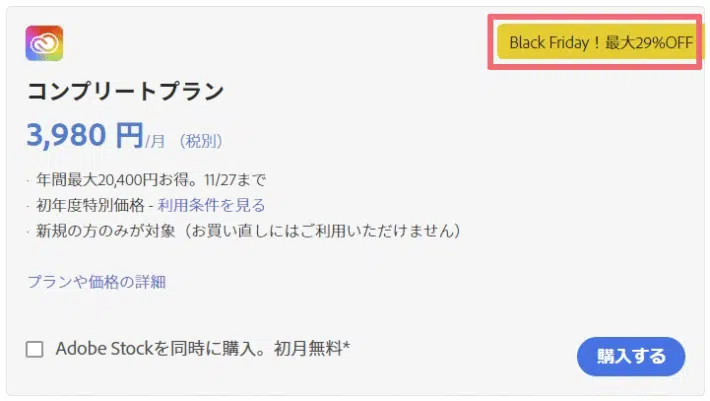 Black Friday！最大29%OFF
コンプリートプラン
3,980 円/月 （税別）
· 年間最大20,400円お得。11/27まで
· 初年度特別価格 - 利用条件を見る
· 新規の方のみが対象（お買い直しにはご利用いただけません）
プランや価格の詳細
Adobe Stockを同時に購入。初月無料*
購入する